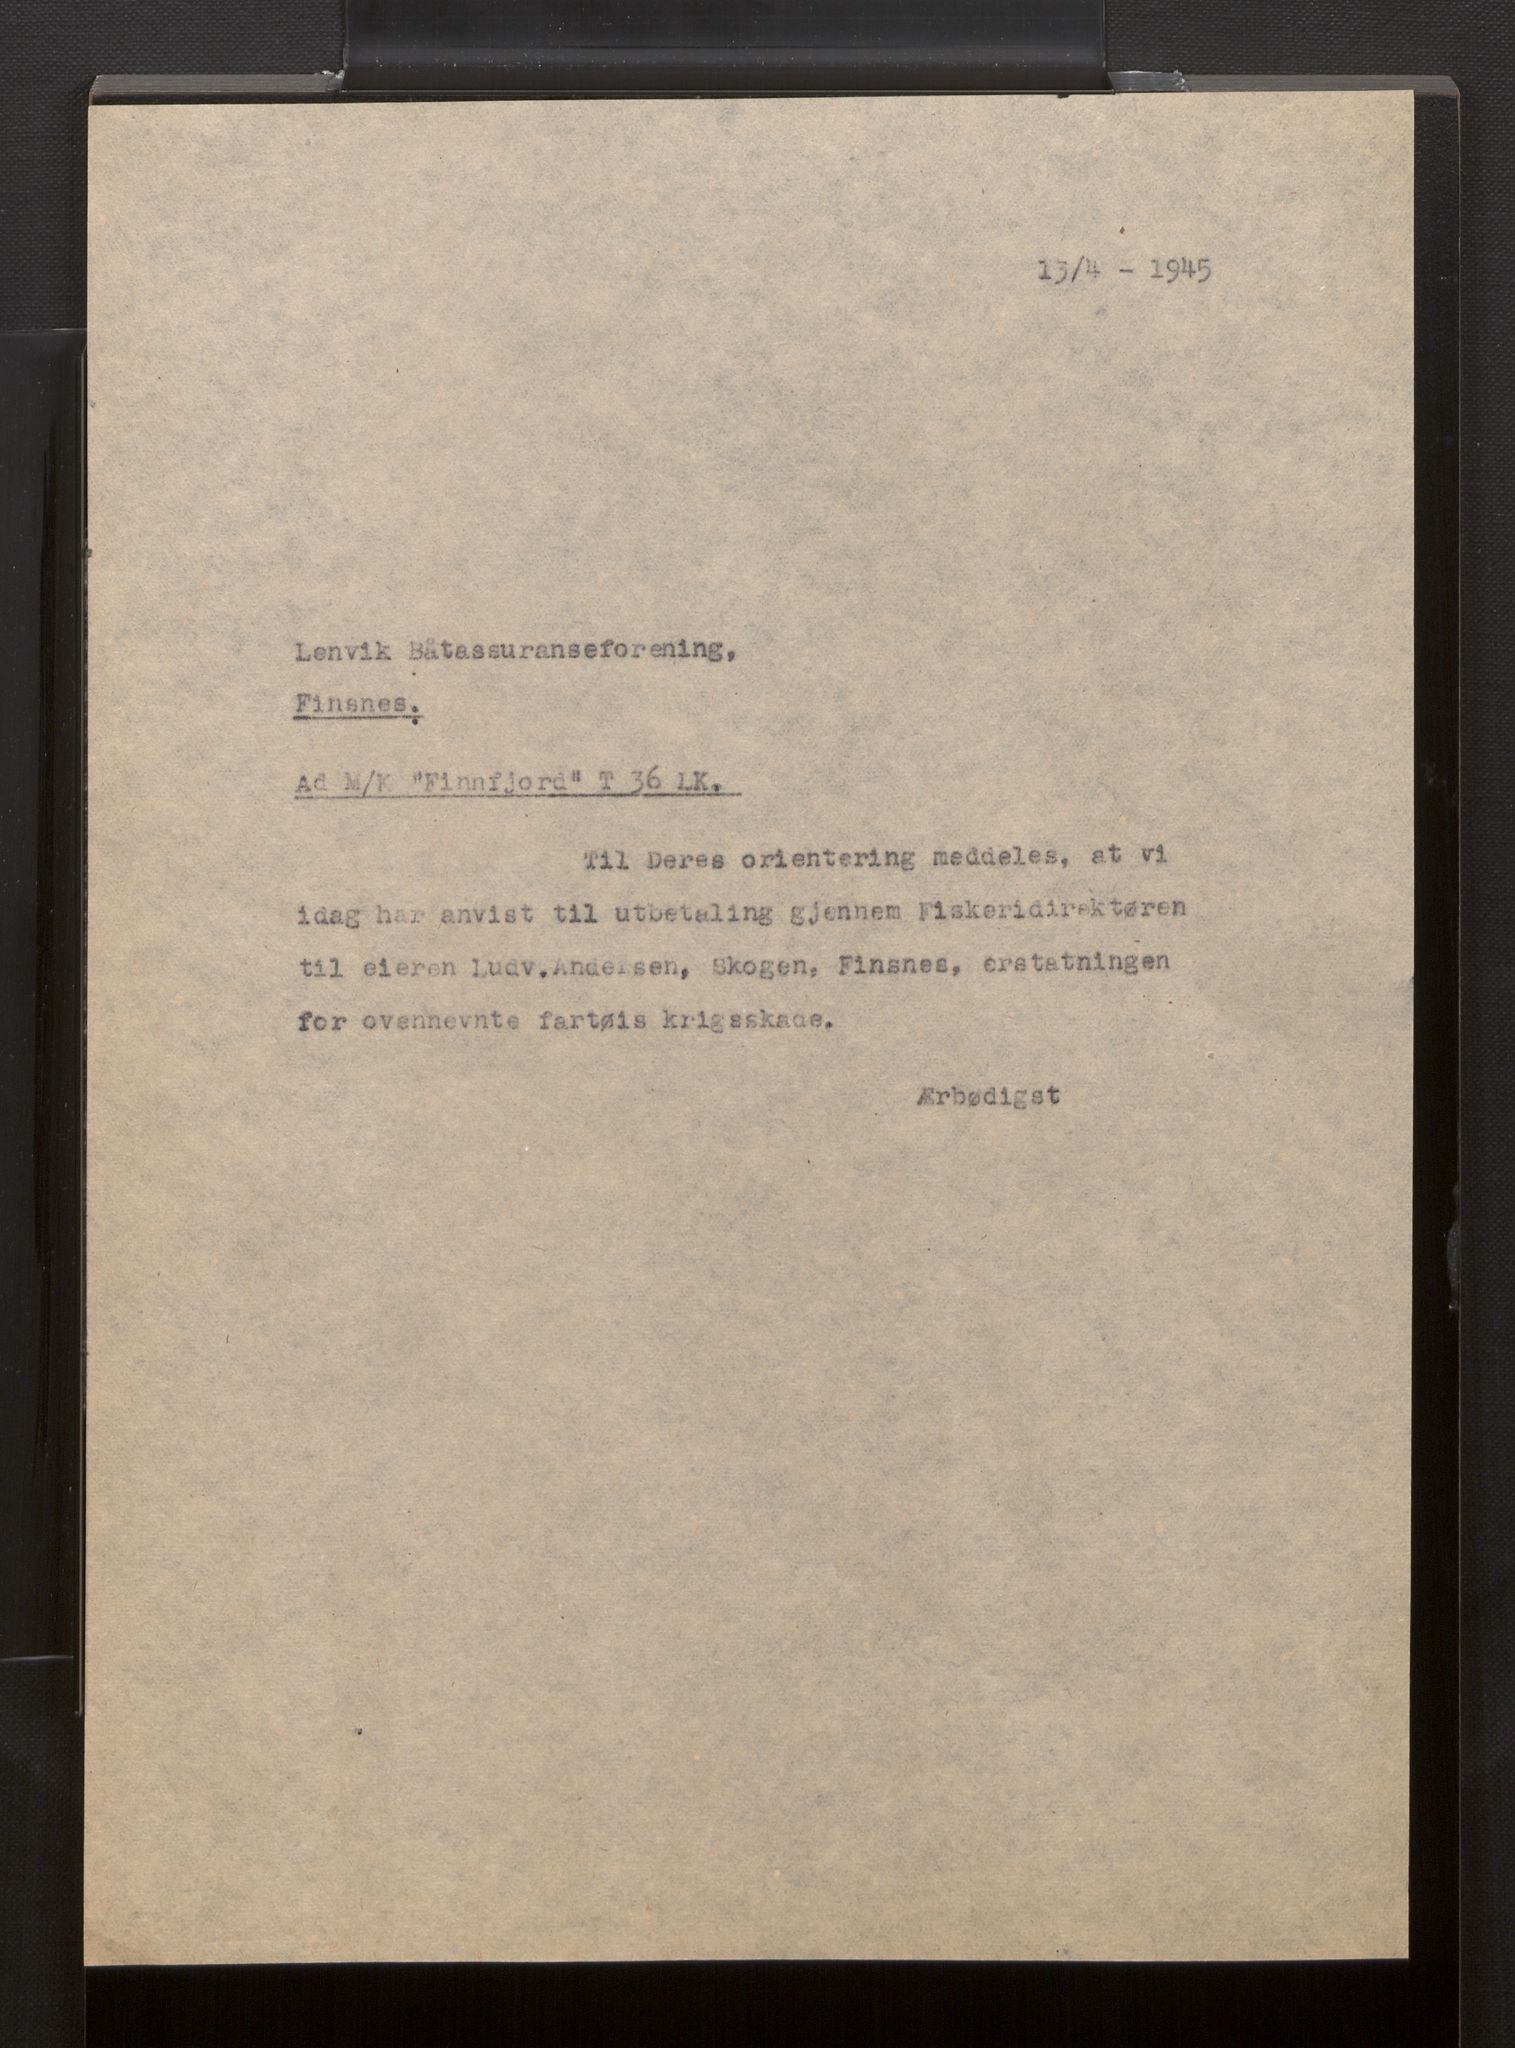 13/4 - 1945
Lenvik Båtassuranseforening,
Finsnes.
Ad M/K "Finnfjord" T 36 LK.
Til Deres orientering meddeles, at vi
idag har anvist til utbetaling gjennem Fiskeridirektøren
til eieren Ludv.Andersen, Skogen, Finsnes, erstatningen
for ovennevnte fartøis krigsskade.
Ærbødigst